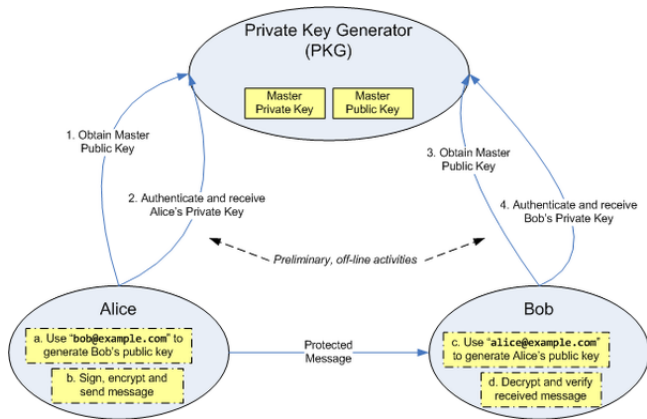 Private Key Generator
(PKG)
Master
Private Key
Master
Public Key
1. Obtain Master
Public Key
2. Authenticate and receive
Alice's Private Key
3. Obtain Master
Public Key
4. Authenticate and receive
Bob's Private Key
Preliminary, off-line activities
Alice
a. Use "bob@example.com" to
generate Bob's public key
b. Sign, encrypt and
send message
Protected
Message
Bob
c. Use "alice@example.com"
to generate Alice's public key
d. Decrypt and verify
received message